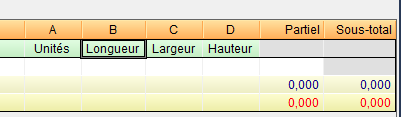 A B C D Partiel Sous-total
Unités Longueur Largeur Hauteur
0,000 0,000
0,000 0,000